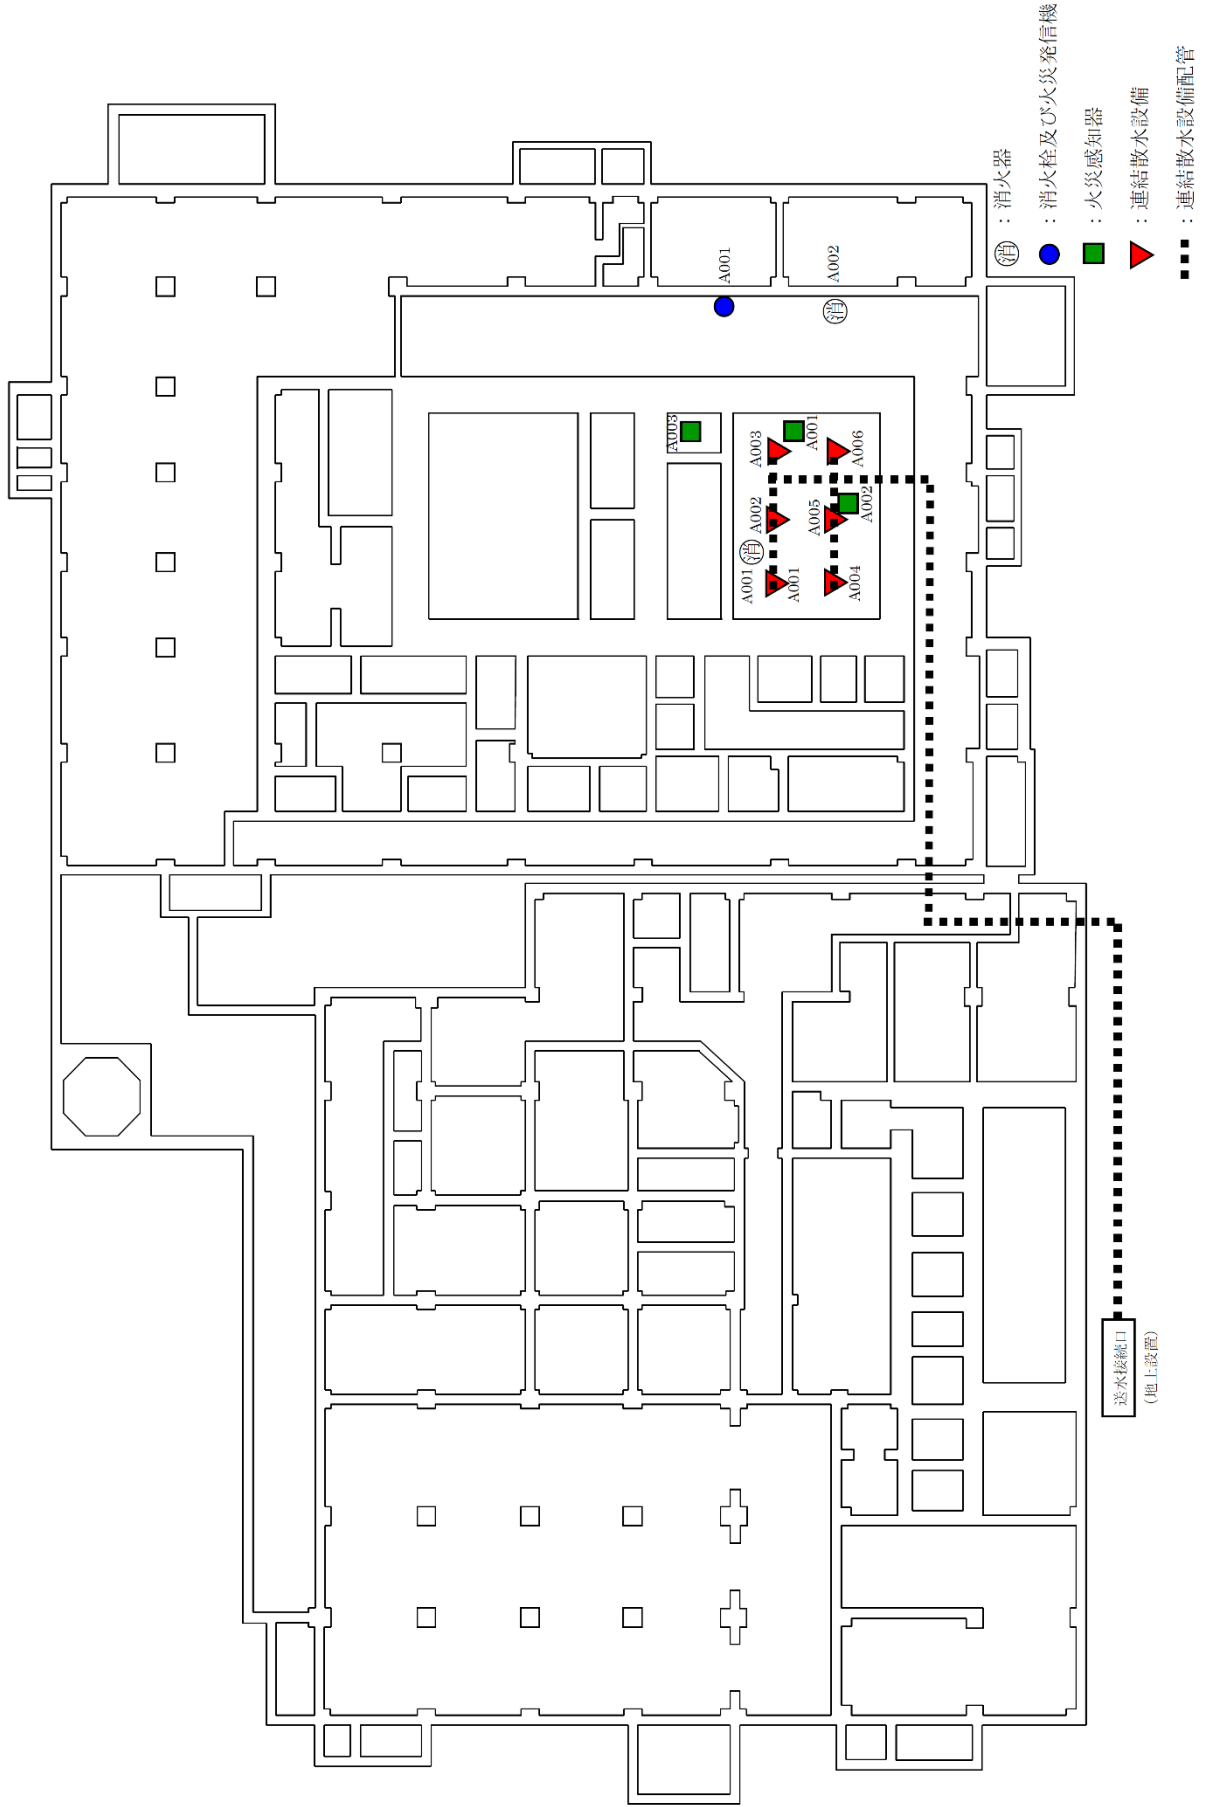 ㊋消 : 消火器
: 消火栓及び火災発信機
: 火災感知器
: 連結散水設備
: 連結散水設備配管
A001
A002
消
A003
A003
A001
A006
A002
A005
A002
消
A001
A001
A004
送水接続口
(地上設置)